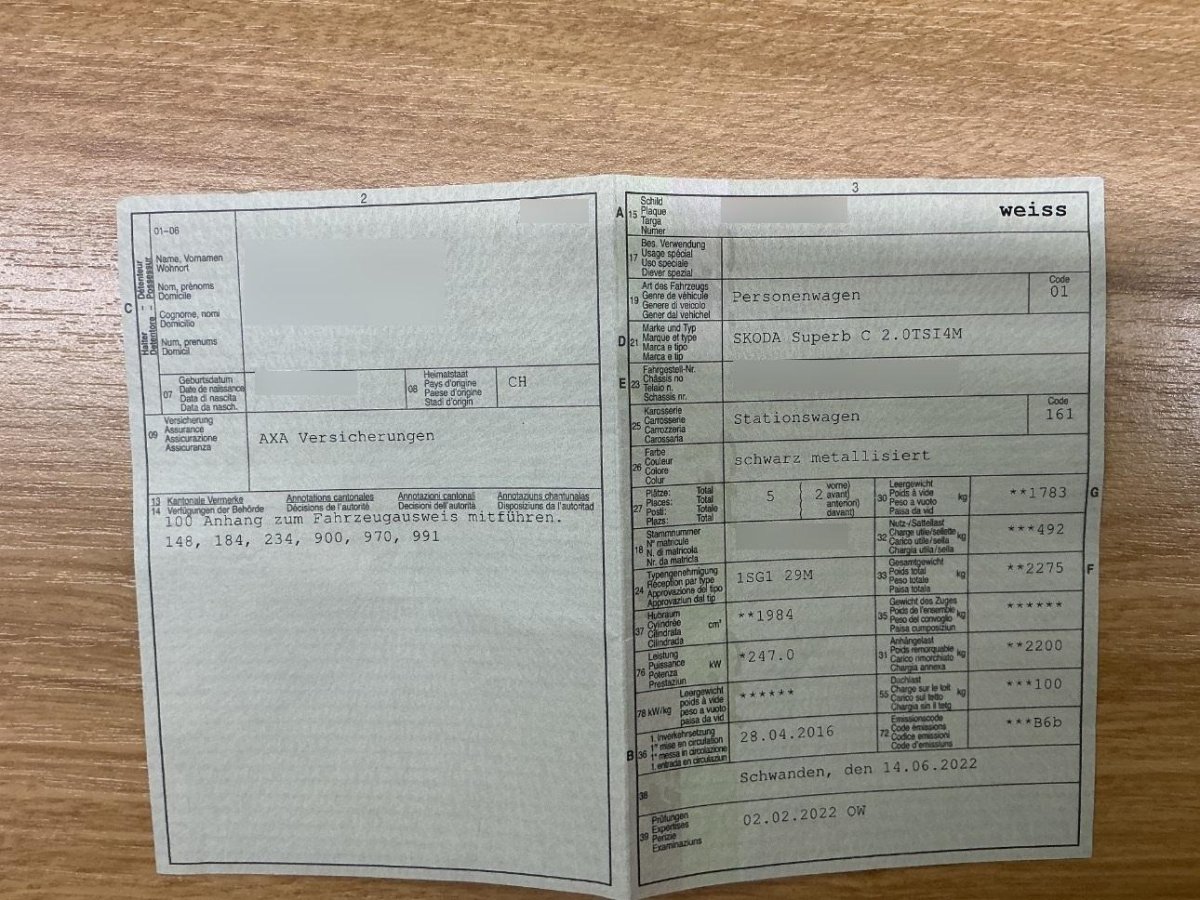 2
01-06
C
Halter - Détenteur
Detentore - Possessur
Name, Vornamen
Wohnort
Nom, prénoms
Domicile
Cognome, nomi
Domicilio
Num, prenums
Domicil
07
Geburtsdatum
Date de naissance
Data di nascita
Data da nasch.
08
Heimatstaat
Pays d'origine
Paese d'origine
Stadi d'origin
CH
09
Versicherung
Assurance
Assicurazione
Assicuranza
AXA Versicherungen
13 Kantonale Vermerke Annotations cantonales Annotazioni cantonali Annotaziuns chantunalas
14 Verfügungen der Behörde Décisions de l'autorité Decisioni dell'autorità Disposiziuns da l'autoritad
100 Anhang zum Fahrzeugausweis mitführen.
148, 184, 234, 900, 970, 991
3
A 15
Schild
Plaque
Targa
Numer
weiss
17
Bes. Verwendung
Usage spécial
Uso speciale
Diever spezial
19
Art des Fahrzeugs
Genre de véhicule
Genere di veicolo
Gener dal vehichel
Personenwagen
Code
01
D 21
Marke und Typ
Marque et type
Marca e tipo
Marca e tip
SKODA Superb C 2.0TSI4M
E 23
Fahrgestell-Nr.
Châssis no
Telaio n.
Schassis nr.
25
Karosserie
Carrosserie
Carrozzeria
Carossaria
Stationswagen
Code
161
26
Farbe
Couleur
Colore
Colur
schwarz metallisiert
27
Plätze: Total
Places: Total
Posti: Totale
Plazs: Total
5
2
vorne)
avant)
anteriori)
davant)
30
Leergewicht
Poids à vide
Peso a vuoto
Paisa da vid
kg
**1783
G
18
Stammnummer
N° matricule
N. di matricola
Nr. da matricla
32
Nutz-/Sattellast
Charge utile/sellette
Carico utile/sella
Chargia utila/sella
kg
***492
24
Typengenehmigung
Réception par type
Approvazione del tipo
Approvaziun dal tip
1SG1 29M
33
Gesamtgewicht
Poids total
Peso totale
Paisa totala
kg
**2275
F
37
Hubraum
Cylindrée
Cilindrata
Cilindrada
cm³
**1984
35
Gewicht des Zuges
Poids de l'ensemble
Peso del convoglio
Paisa cumposiziun
kg
******
76
Leistung
Puissance
Potenza
Prestaziun
kW
*247.0
31
Anhängelast
Poids remorquable
Carico rimorchiato
Chargia annexa
kg
**2200
78 kW/kg
Leergewicht
poids à vide
peso a vuoto
paisa da vid
******
55
Dachlast
Charge sur le toit
Carico sul tetto
Chargia sin il tetg
kg
***100
B 36
1. Inverkehrsetzung
1re mise en circulation
1a messa in circolazione
1. entrada en circulaziun
28.04.2016
72
Emissionscode
Code émissions
Codice emissioni
Code d'emissiuns
***B6b
38
Schwanden, den 14.06.2022
39
Prüfungen
Expertises
Perizie
Examinaziuns
02.02.2022 OW